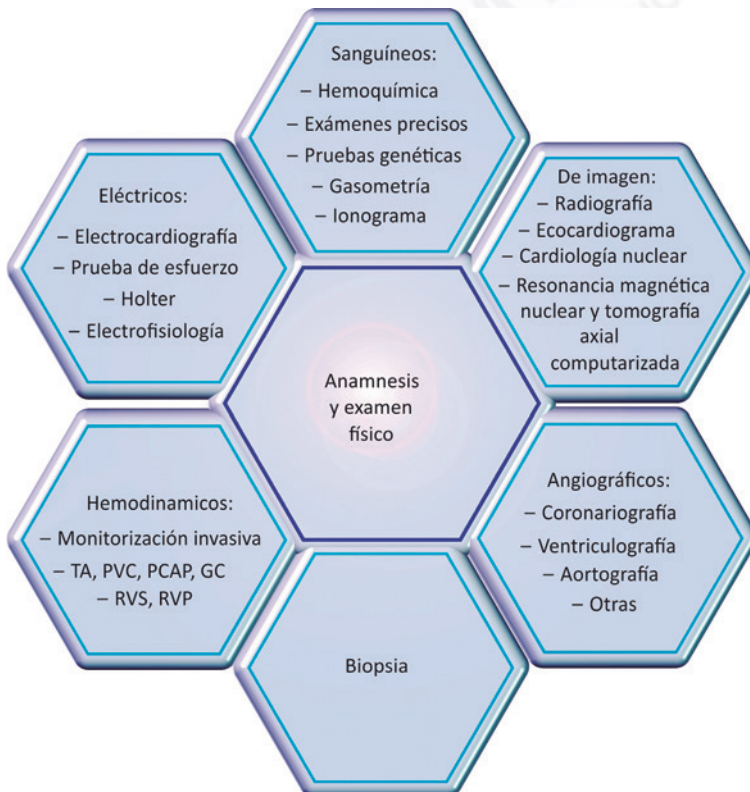 Sanguíneos:
– Hemoquímica
– Exámenes precisos
– Pruebas genéticas
– Gasometría
– Ionograma
Eléctricos:
– Electrocardiografía
– Prueba de esfuerzo
– Holter
– Electrofisiología
De imagen:
– Radiografía
– Ecocardiograma
– Cardiología nuclear
– Resonancia magnética
nuclear y tomografía
axial
computarizada
Anamnesis
y examen
físico
Hemodinamicos:
– Monitorización invasiva
– TA, PVC, PCAP, GC
– RVS, RVP
Angiográficos:
– Coronariografía
– Ventriculografía
– Aortografía
– Otras
Biopsia